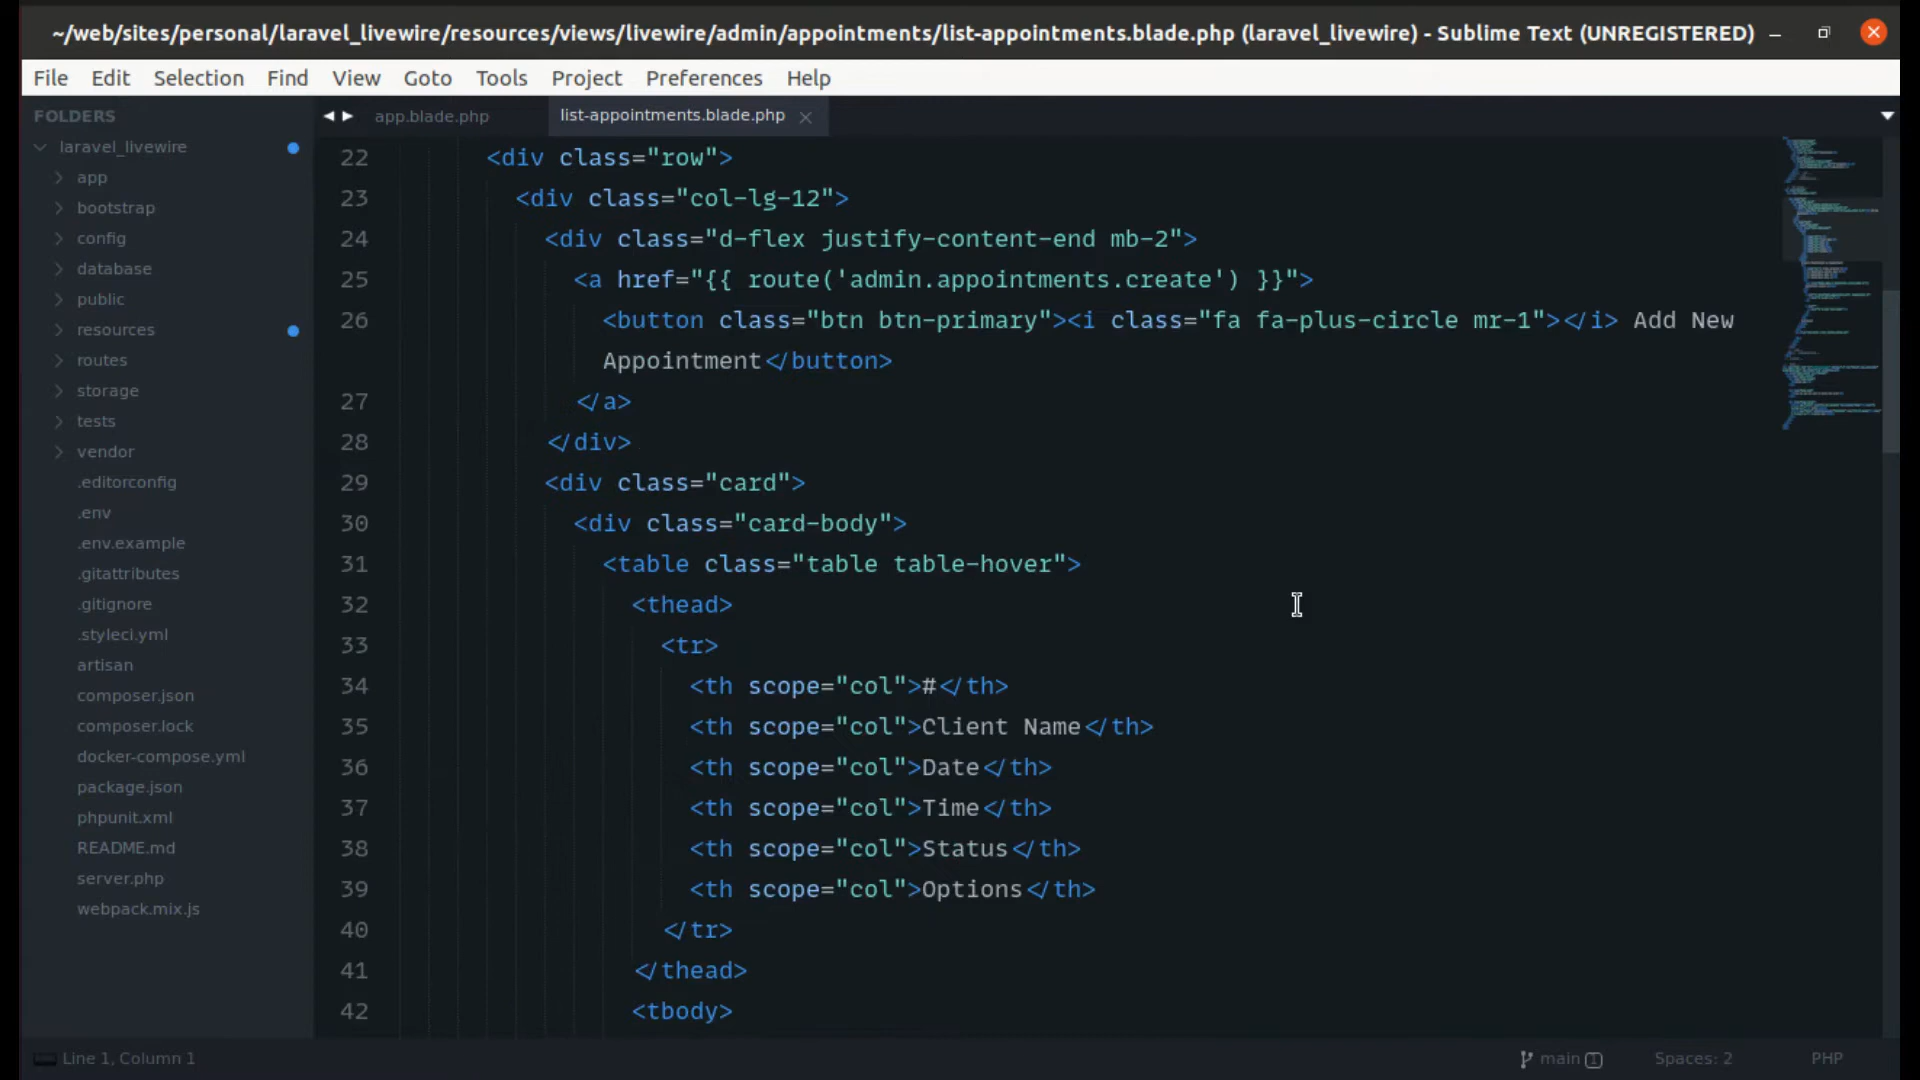 ~/web/sites/personal/laravel_livewire/resources/views/livewire/admin/appointments/list-appointments.blade.php (laravel_livewire) - Sublime Text (UNREGISTERED)
File Edit Selection Find View Goto Tools Project Preferences Help
FOLDERS
laravel_livewire
app
bootstrap
config
database
public
resources
routes
storage
tests
vendor
.editorconfig
.env
.env.example
.gitattributes
.gitignore
.styleci.yml
artisan
composer.json
composer.lock
docker-compose.yml
package.json
phpunit.xml
README.md
server.php
webpack.mix.js
app.blade.php list-appointments.blade.php
22 <div class="row">
23 <div class="col-lg-12">
24 <div class="d-flex justify-content-end mb-2">
25 <a href="{{ route('admin.appointments.create') }}">
26 <button class="btn btn-primary"><i class="fa fa-plus-circle mr-1"></i> Add New
Appointment</button>
27 </a>
28 </div>
29 <div class="card">
30 <div class="card-body">
31 <table class="table table-hover">
32 <thead>
33 <tr>
34 <th scope="col">#</th>
35 <th scope="col">Client Name</th>
36 <th scope="col">Date</th>
37 <th scope="col">Time</th>
38 <th scope="col">Status</th>
39 <th scope="col">Options</th>
40 </tr>
41 </thead>
42 <tbody>
Line 1, Column 1 main 1 Spaces: 2 PHP